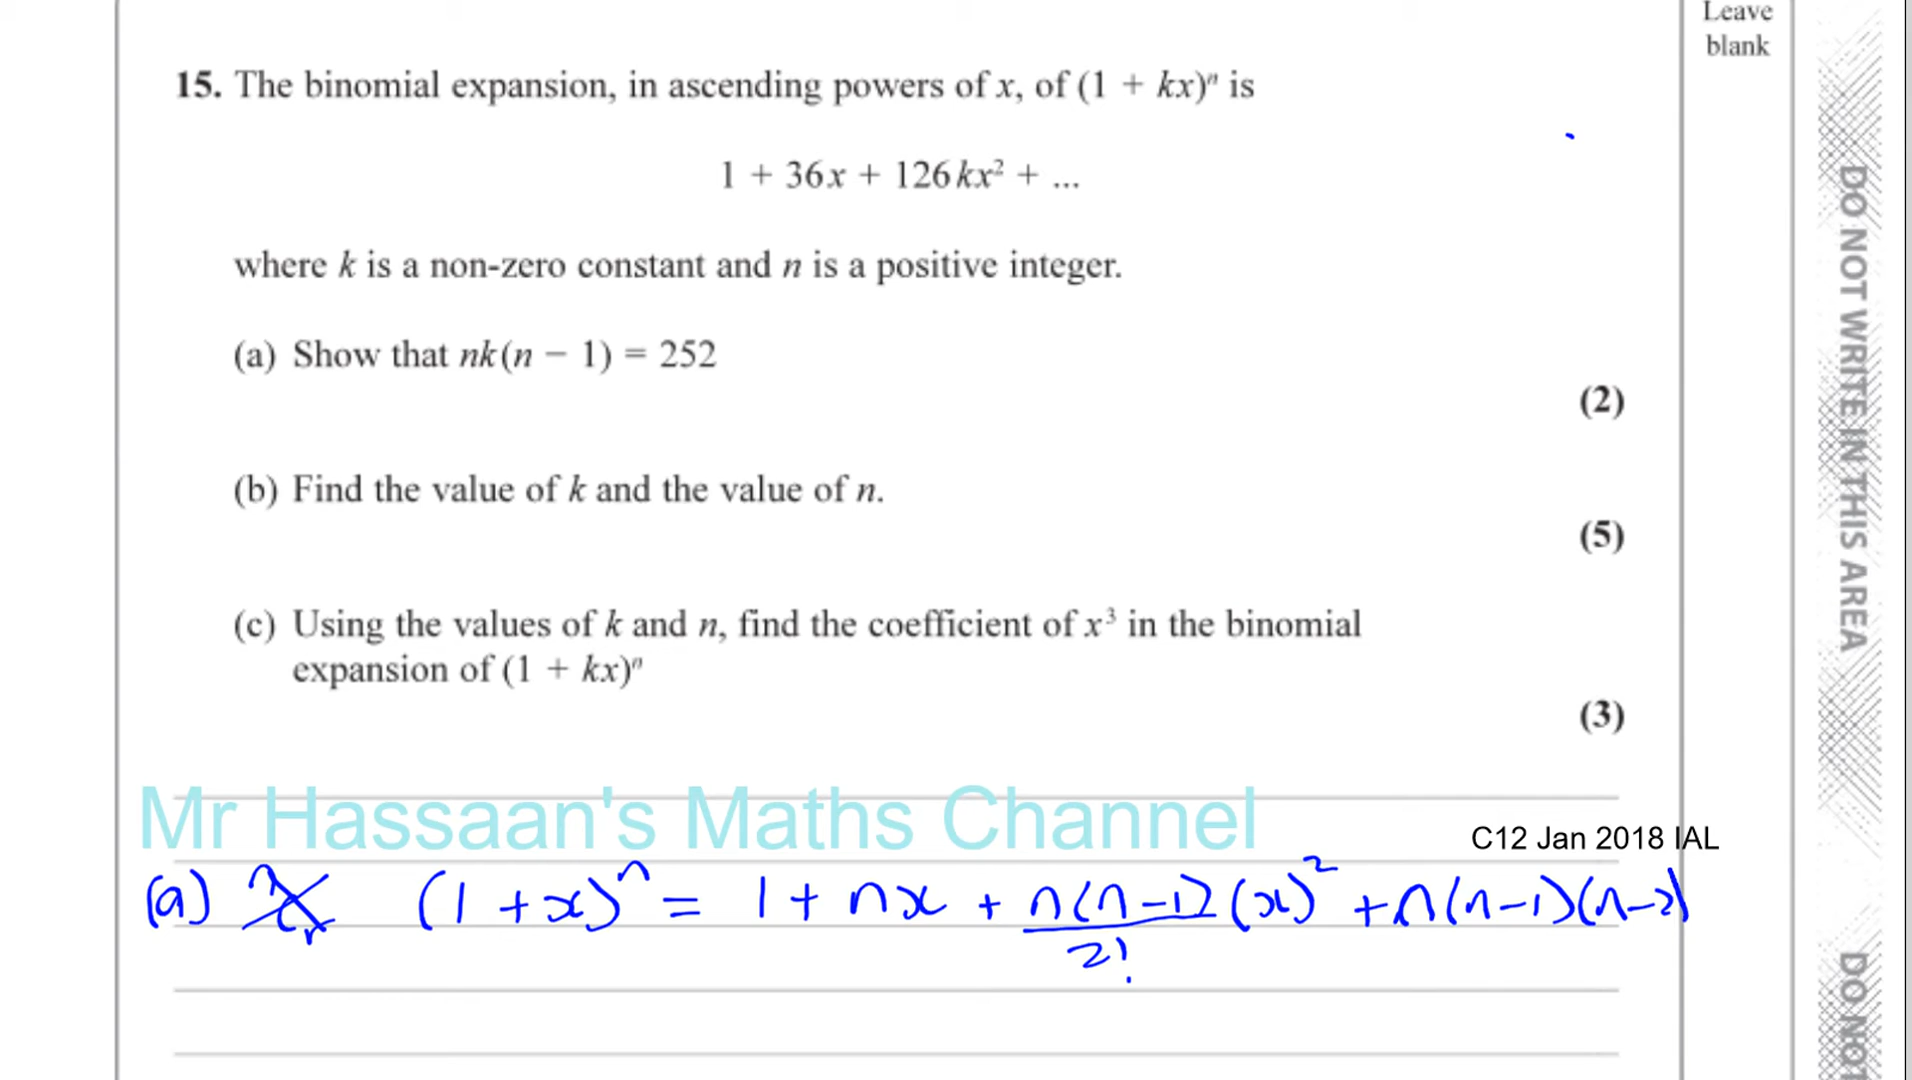 Leave
blank
15. The binomial expansion, in ascending powers of x, of (1 + kx)ⁿ is
1 + 36x + 126kx² + ...
where k is a non-zero constant and n is a positive integer.
(a) Show that nk(n − 1) = 252
(2)
(b) Find the value of k and the value of n.
(5)
(c) Using the values of k and n, find the coefficient of x³ in the binomial
expansion of (1 + kx)ⁿ
(3)
Mr Hassaan's Maths Channel
C12 Jan 2018 IAL
(a) (1 + x)ⁿ = 1 + nx + n(n−1)(x)² + n(n−1)(n−2)
2!
DO NOT WRITE IN THIS AREA
DO NOT